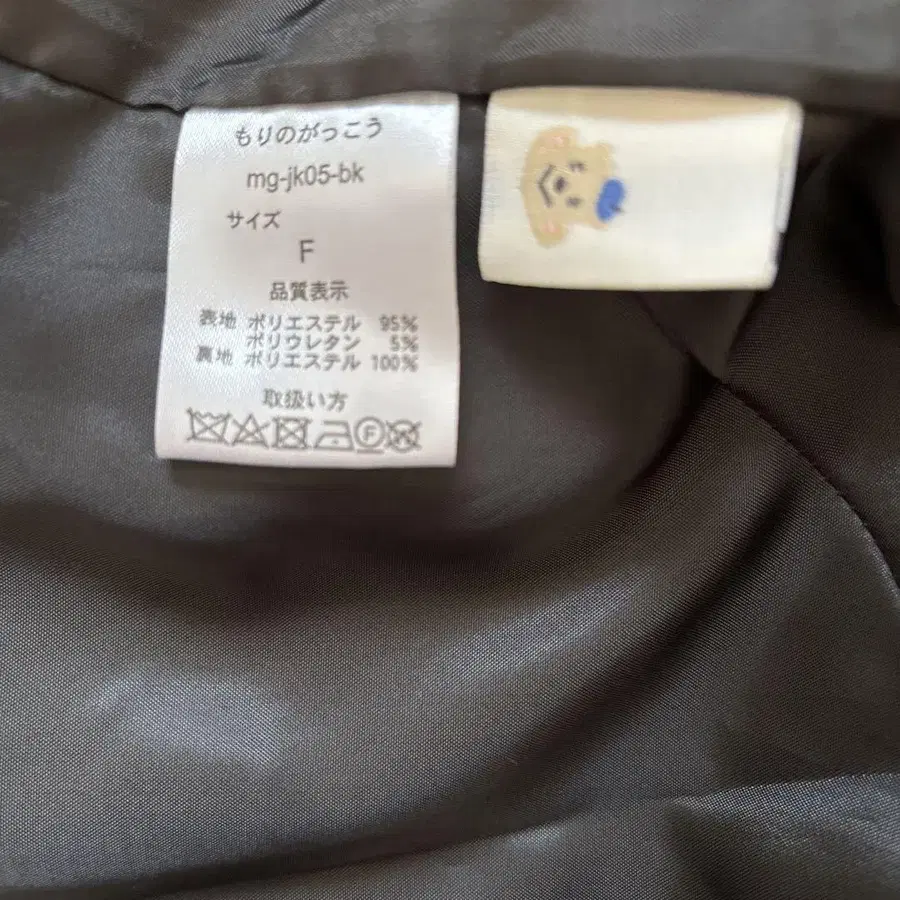 もりのがっこう
mg-jk05-bk
サイズ
F
品質表示
表地 ポリエステル 95%
ポリウレタン 5%
裏地 ポリエステル 100%
取扱い方
F